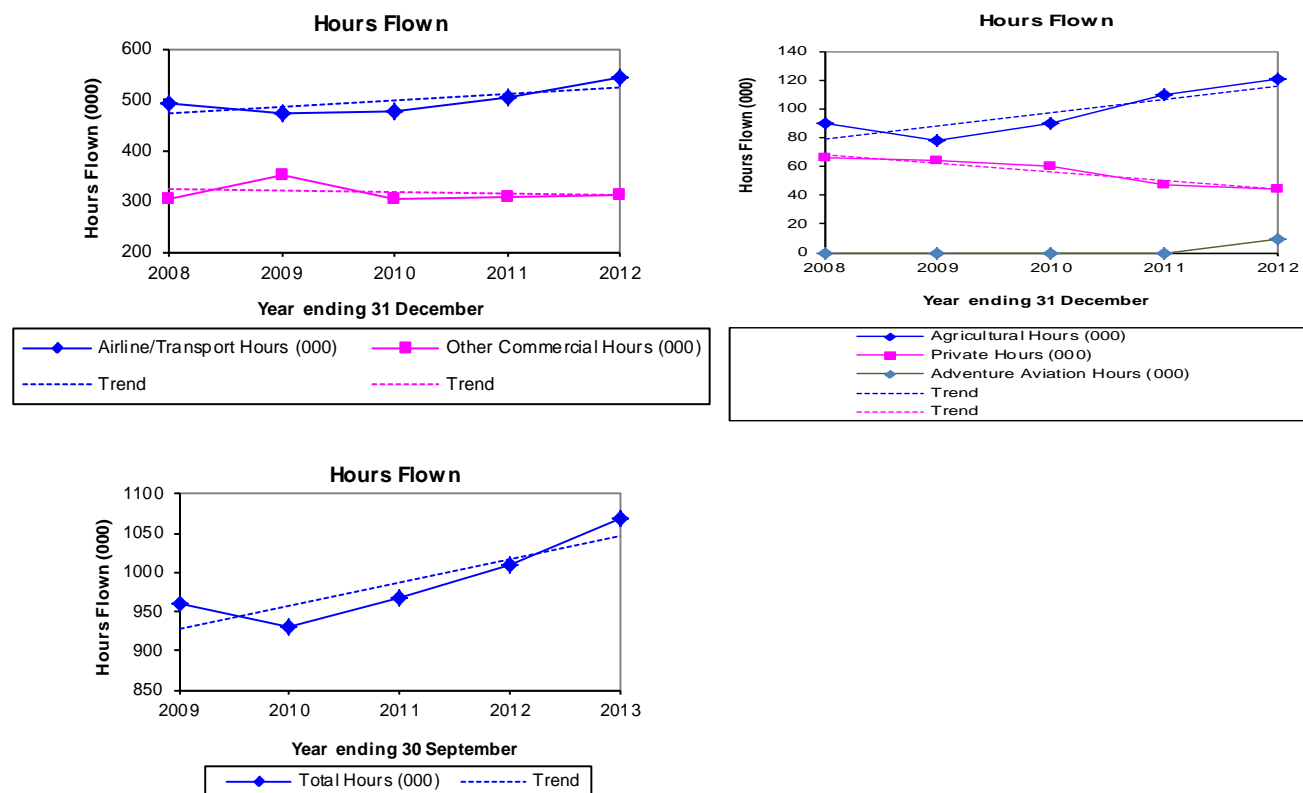 Hours Flown
600
500
400
300
200
Hours Flown (000)
2008 2009 2010 2011 2012
Year ending 31 December
Airline/Transport Hours (000) Other Commercial Hours (000)
Trend Trend
Hours Flown
140
120
100
80
60
40
20
0
Hours Flown (000)
2008 2009 2010 2011 2012
Year ending 31 December
Agricultural Hours (000)
Private Hours (000)
Adventure Aviation Hours (000)
Trend
Trend
Hours Flown
1100
1050
1000
950
900
850
Hours Flown (000)
2009 2010 2011 2012 2013
Year ending 30 September
Total Hours (000) Trend